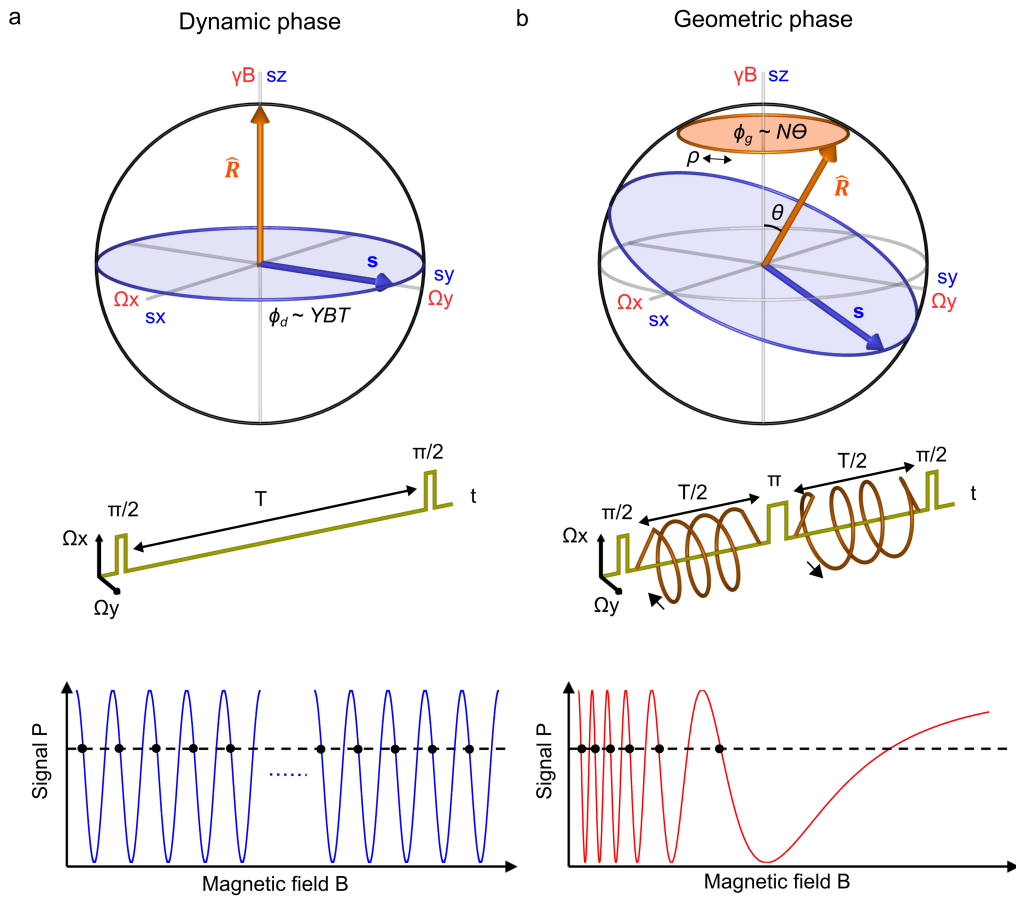 a
Dynamic phase
γB sz
R̂
s
sy
Ωx
Ωy
sx
ϕd ~ YBT
π/2
T
π/2
t
Ωx
Ωy
Signal P
Magnetic field B
b
Geometric phase
γB sz
ϕg ~ NΘ
ρ
R̂
θ
s
sy
Ωx
Ωy
sx
π/2
T/2
π
T/2
π/2
t
Ωx
Ωy
Signal P
Magnetic field B